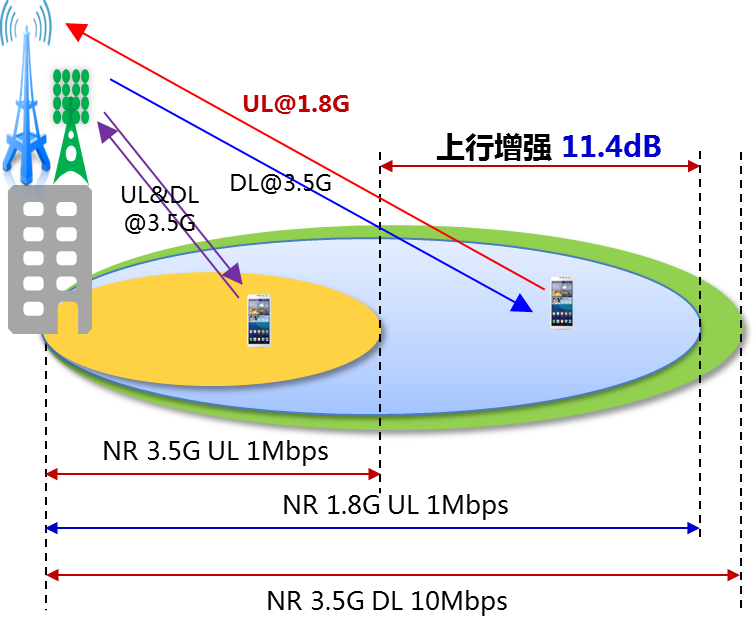 UL@1.8G
上行增强 11.4dB
DL@3.5G
UL&DL
@3.5G
NR 3.5G UL 1Mbps
NR 1.8G UL 1Mbps
NR 3.5G DL 10Mbps